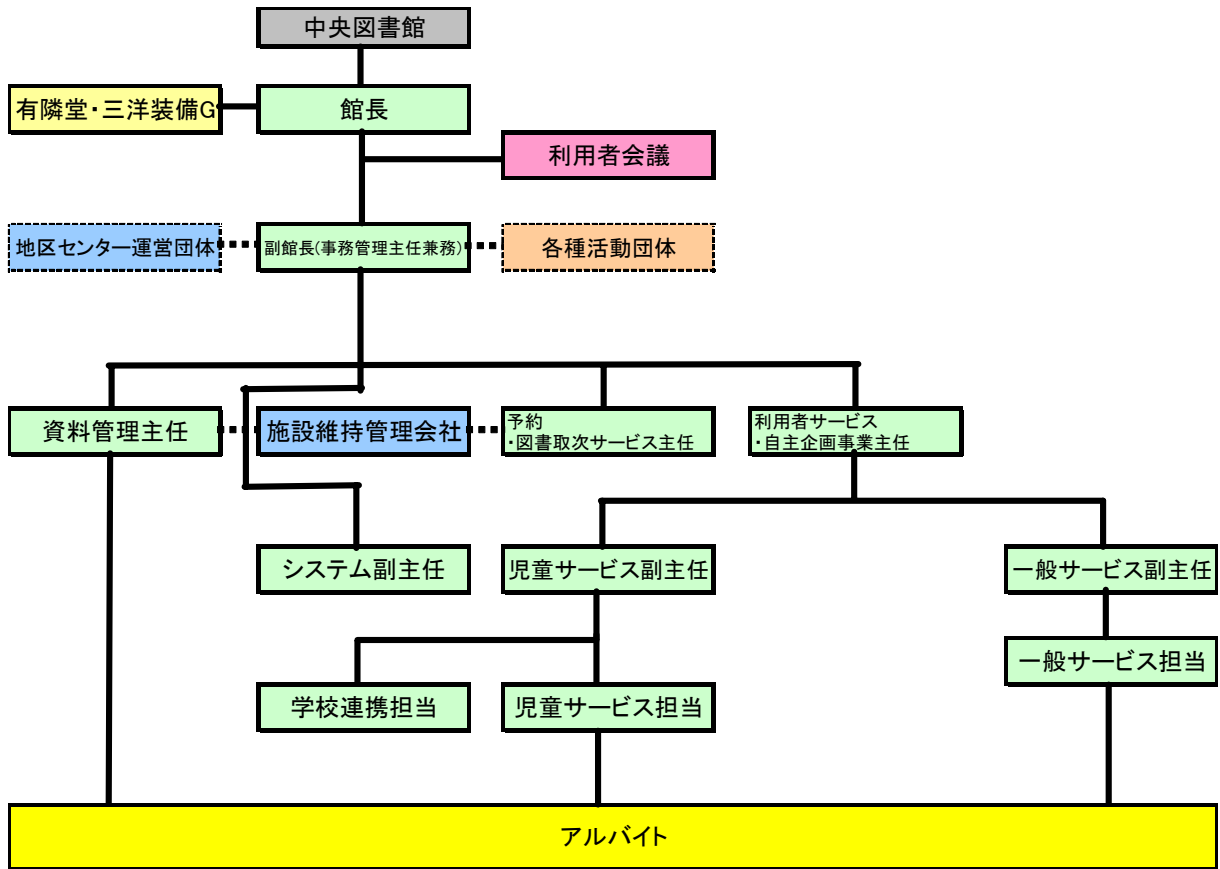 中央図書館
有隣堂・三洋装備G
館長
利用者会議
地区センター運営団体
副館長(事務管理主任兼務)
各種活動団体
資料管理主任
施設維持管理会社
予約
・図書取次サービス主任
利用者サービス
・自主企画事業主任
システム副主任
児童サービス副主任
一般サービス副主任
一般サービス担当
学校連携担当
児童サービス担当
アルバイト